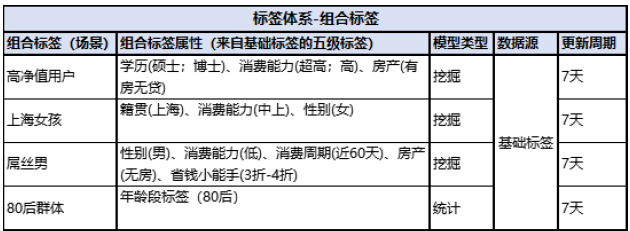 标签体系-组合标签
组合标签（场景） 组合标签属性（来自基础标签的五级标签） 模型类型 数据源 更新周期
高净值用户 学历(硕士；博士)、消费能力(超高；高)、房产(有
房无贷) 挖掘 7天
上海女孩 籍贯(上海)、消费能力(中上)、性别(女) 挖掘 7天
基础标签
屌丝男 性别(男)、消费能力(低)、消费周期(近60天)、房产
(无房)、省钱小能手(3折-4折) 挖掘 7天
80后群体 年龄段标签（80后） 统计 7天